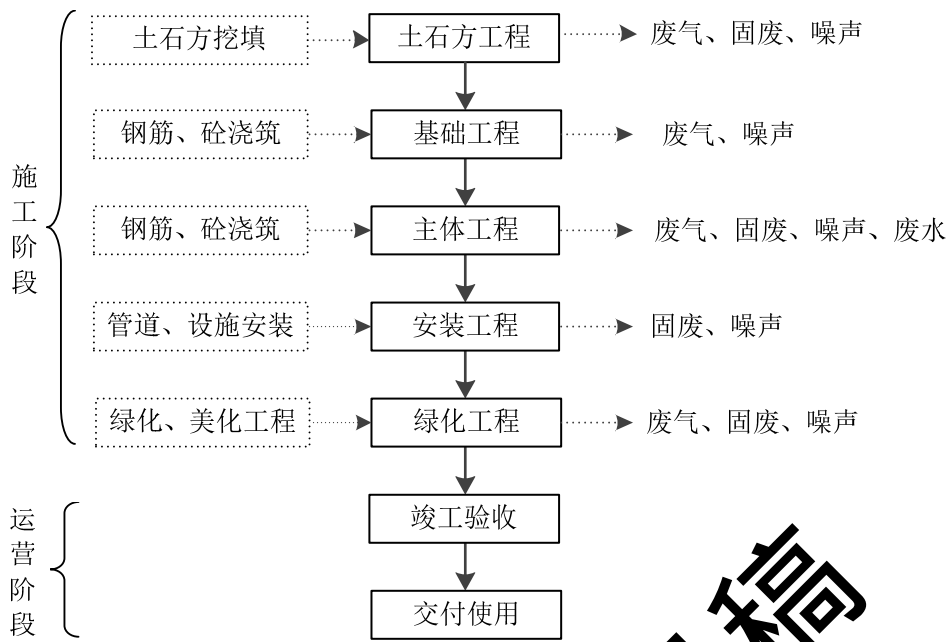 土石方挖填
土石方工程
废气、固废、噪声
钢筋、砼浇筑
基础工程
废气、噪声
施工阶段
钢筋、砼浇筑
主体工程
废气、固废、噪声、废水
管道、设施安装
安装工程
固废、噪声
绿化、美化工程
绿化工程
废气、固废、噪声
运营阶段
竣工验收
交付使用
稿